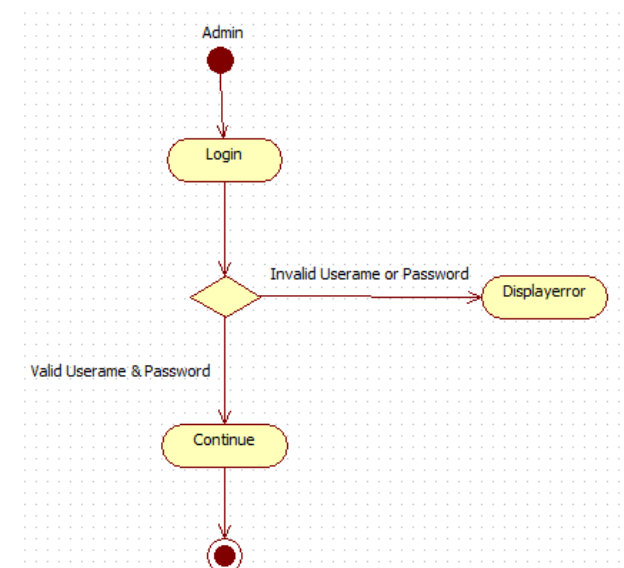 Admin
Login
Invalid Userame or Password
Displayerror
Valid Userame & Password
Continue